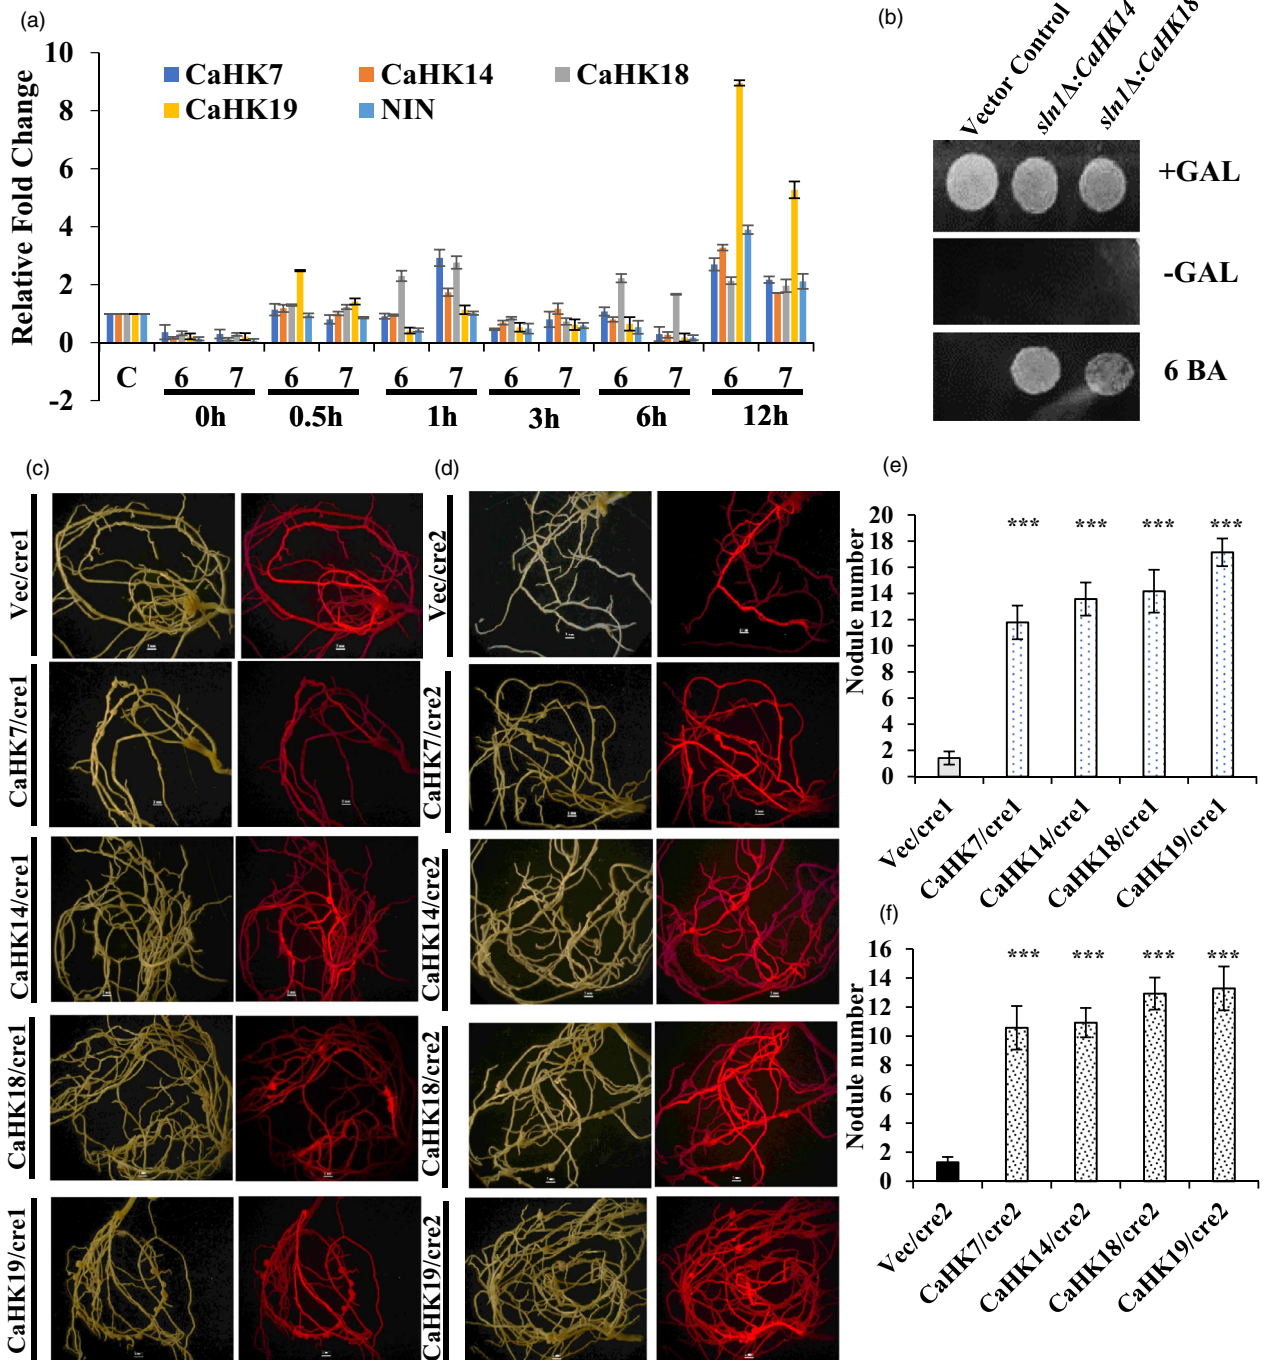 (a)
10
8
6
4
2
0
-2
Relative Fold Change
CaHK7
CaHK14
CaHK18
CaHK19
NIN
C
6
7
6
7
6
7
6
7
6
7
6
7
0h
0.5h
1h
3h
6h
12h
(b)
Vector Control
sln1Δ:CaHK14
sln1Δ:CaHK18
+GAL
-GAL
6 BA
(c)
Vec/cre1
CaHK7/cre1
CaHK14/cre1
CaHK18/cre1
CaHK19/cre1
(d)
Vec/cre2
CaHK7/cre2
CaHK14/cre2
CaHK18/cre2
CaHK19/cre2
(e)
Nodule number
20
18
16
14
12
10
8
6
4
2
0
***
***
***
***
Vec/cre1
CaHK7/cre1
CaHK14/cre1
CaHK18/cre1
CaHK19/cre1
(f)
Nodule number
16
14
12
10
8
6
4
2
0
***
***
***
***
Vec/cre2
CaHK7/cre2
CaHK14/cre2
CaHK18/cre2
CaHK19/cre2